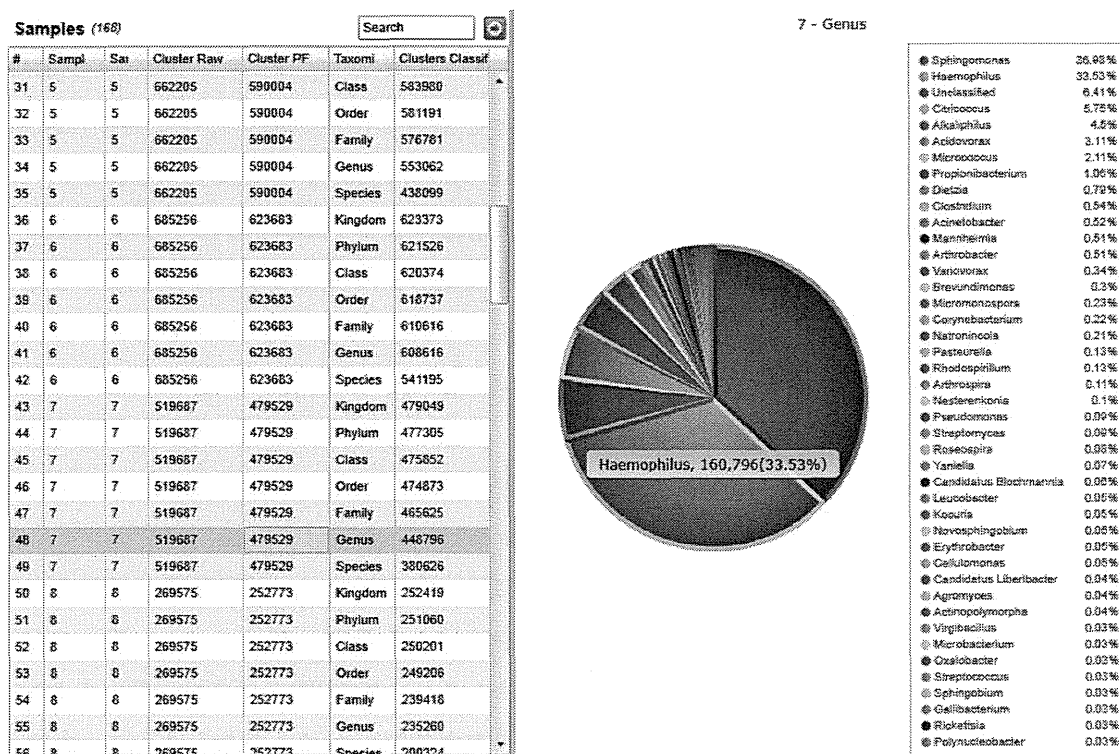 Samples (168)
Search
# Sampl Sar Cluster Raw Cluster PF Taxomi Clusters Classif
31 5 5 662205 590004 Class 583980
32 5 5 662205 590004 Order 581191
33 5 5 662205 590004 Family 576781
34 5 5 662205 590004 Genus 553062
35 5 5 662205 590004 Species 438099
36 6 6 685256 623683 Kingdom 623373
37 6 6 685256 623683 Phylum 621526
38 6 6 685256 623683 Class 620374
39 6 6 685256 623683 Order 618737
40 6 6 685256 623683 Family 610616
41 6 6 685256 623683 Genus 608616
42 6 6 685256 623683 Species 541195
43 7 7 519687 479529 Kingdom 479049
44 7 7 519687 479529 Phylum 477305
45 7 7 519687 479529 Class 475852
46 7 7 519687 479529 Order 474873
47 7 7 519687 479529 Family 465625
48 7 7 519687 479529 Genus 448796
49 7 7 519687 479529 Species 380626
50 8 8 269575 252773 Kingdom 252419
51 8 8 269575 252773 Phylum 251060
52 8 8 269575 252773 Class 250201
53 8 8 269575 252773 Order 249206
54 8 8 269575 252773 Family 239418
55 8 8 269575 252773 Genus 235260
56 8 8 269575 252773 Species 200324
7 - Genus
Haemophilus, 160,796(33.53%)
Sphingomonas 36.93%
Haemophilus 33.53%
Unclassified 6.41%
Citricoccus 5.75%
Alkaliphilus 4.5%
Acidovorax 3.11%
Micrococcus 2.11%
Propionibacterium 1.06%
Dietzia 0.79%
Clostridium 0.54%
Acinetobacter 0.52%
Mannheimia 0.51%
Arthrobacter 0.51%
Variovorax 0.34%
Brevundimonas 0.3%
Micromonospora 0.23%
Corynebacterium 0.22%
Natronincola 0.21%
Pasteurella 0.13%
Rhodospirillum 0.13%
Arthrospira 0.11%
Nesterenkonia 0.1%
Pseudomonas 0.09%
Streptomyces 0.09%
Roseospira 0.08%
Yaniella 0.07%
Candidatus Blochmannia 0.06%
Leucobacter 0.05%
Kocuria 0.05%
Novosphingobium 0.05%
Erythrobacter 0.05%
Cellulomonas 0.05%
Candidatus Liberibacter 0.04%
Agromyces 0.04%
Actinopolymorpha 0.04%
Virgibacillus 0.03%
Microbacterium 0.03%
Oxalobacter 0.03%
Streptococcus 0.03%
Sphingobium 0.03%
Gallibacterium 0.03%
Rickettsia 0.03%
Polynucleobacter 0.03%